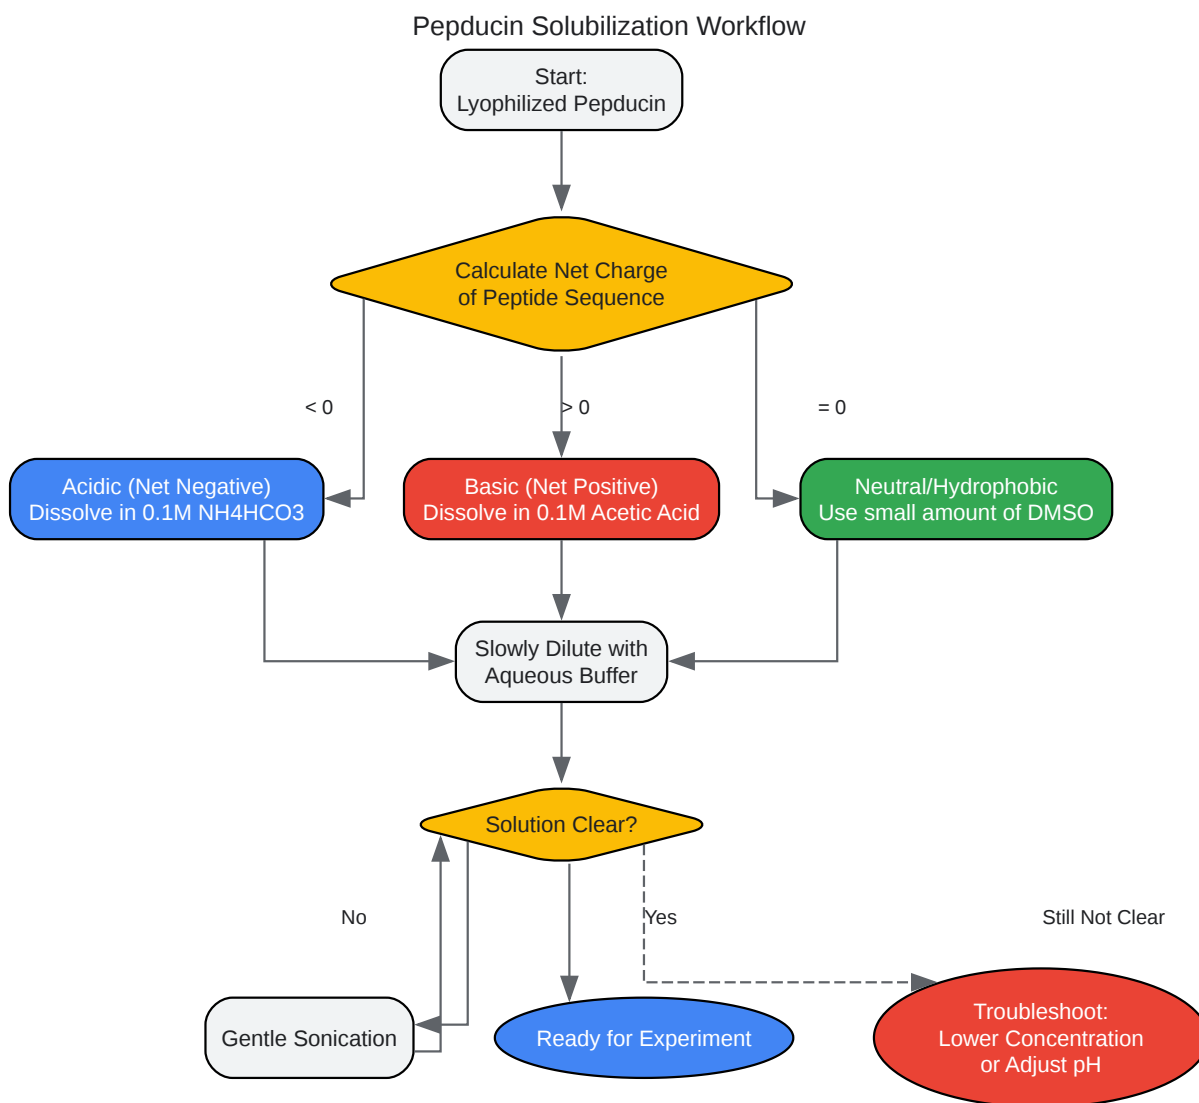 Pepducin Solubilization Workflow
Start:
Lyophilized Pepducin
Calculate Net Charge
of Peptide Sequence
< 0
> 0
= 0
Acidic (Net Negative)
Dissolve in 0.1M NH4HCO3
Basic (Net Positive)
Dissolve in 0.1M Acetic Acid
Neutral/Hydrophobic
Use small amount of DMSO
Slowly Dilute with
Aqueous Buffer
Solution Clear?
No
Yes
Still Not Clear
Gentle Sonication
Ready for Experiment
Troubleshoot:
Lower Concentration
or Adjust pH